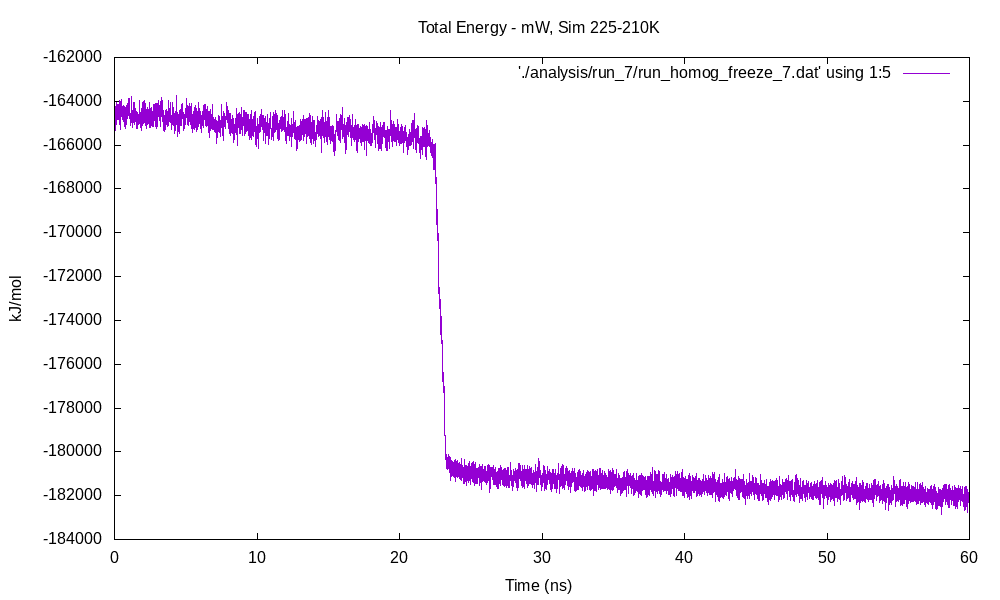 Total Energy - mW, Sim 225-210K
'./analysis/run_7/run_homog_freeze_7.dat' using 1:5
-162000
-164000
-166000
-168000
-170000
-172000
-174000
-176000
-178000
-180000
-182000
-184000
kJ/mol
0 10 20 30 40 50 60
Time (ns)